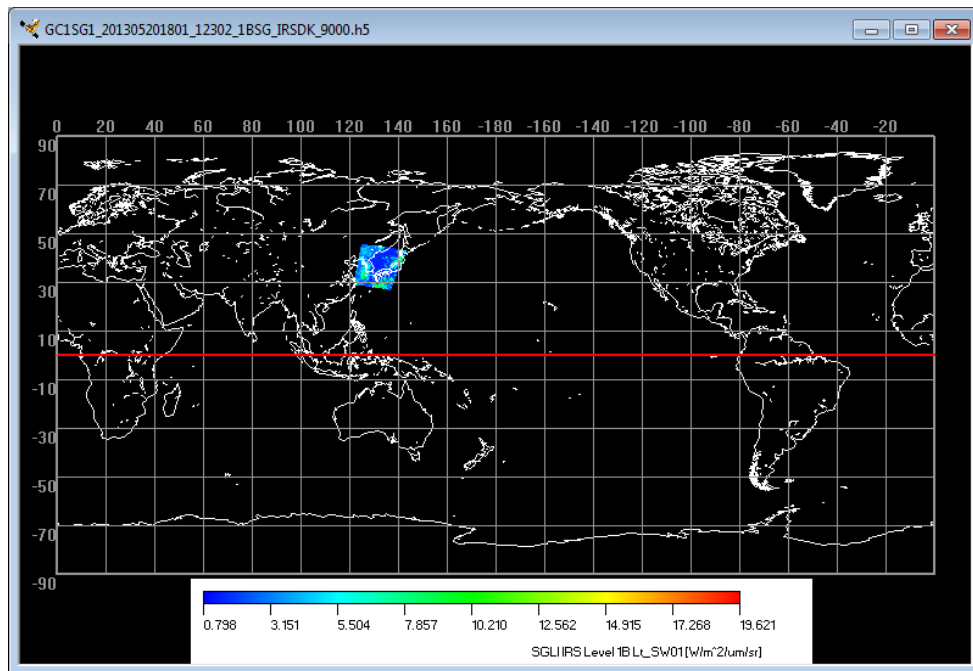 GC1SG1_201305201801_12302_1BSG_IRSDK_9000.h5
0 20 40 60 80 100 120 140 -180 -160 -140 -120 -100 -80 -60 -40 -20
90
70
50
30
10
-10
-30
-50
-70
-90
0.798 3.151 5.504 7.857 10.210 12.562 14.915 17.268 19.621
SGLI IRS Level 1B Lt_SW01 [W/m^2/um/sr]